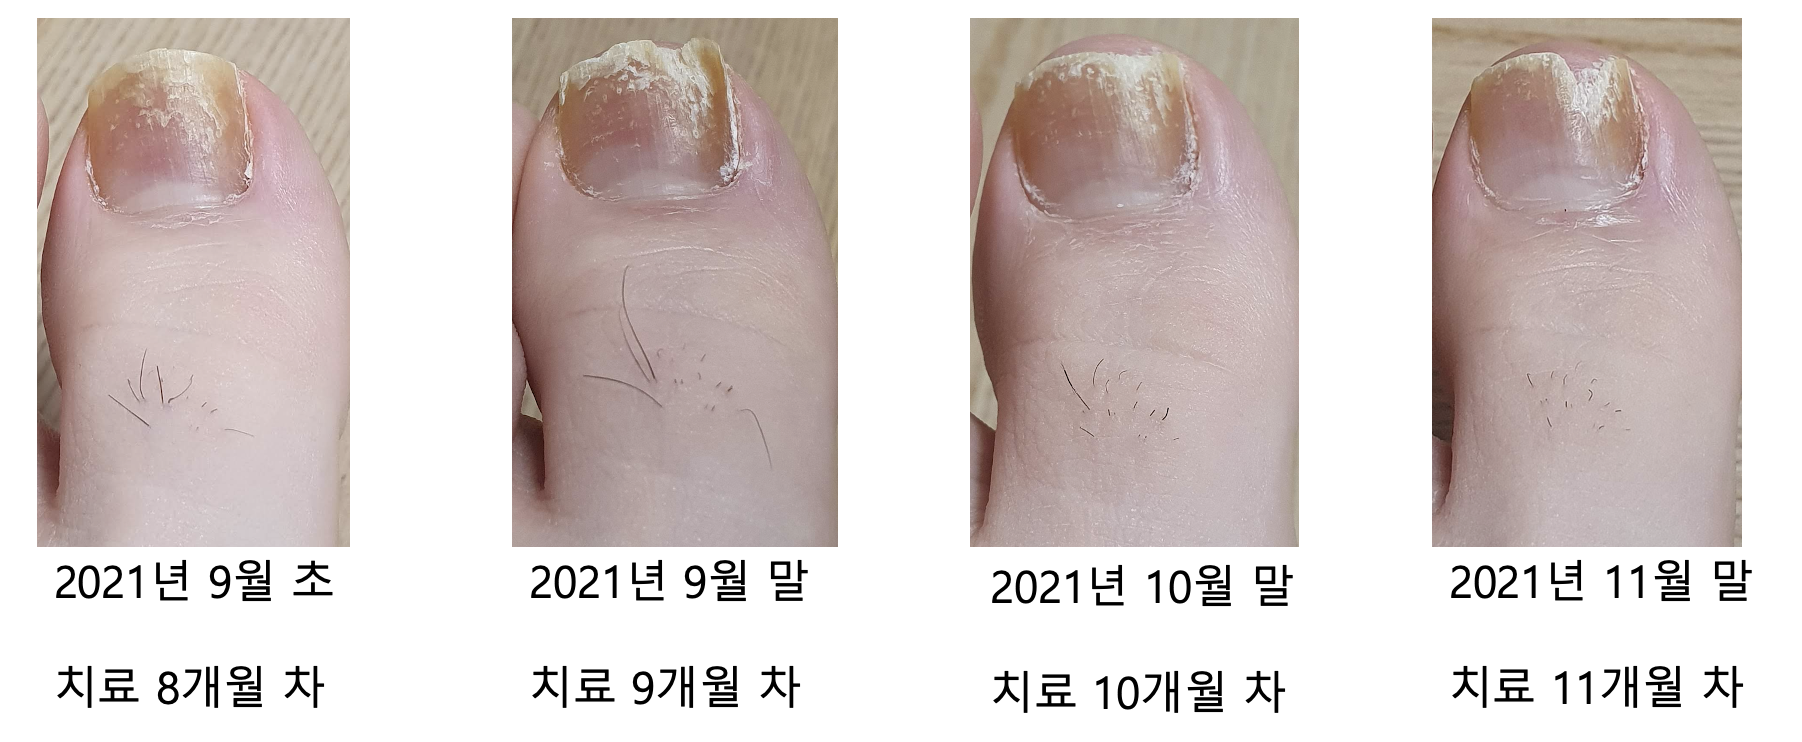 2021년 9월 초
치료 8개월 차
2021년 9월 말
치료 9개월 차
2021년 10월 말
치료 10개월 차
2021년 11월 말
치료 11개월 차